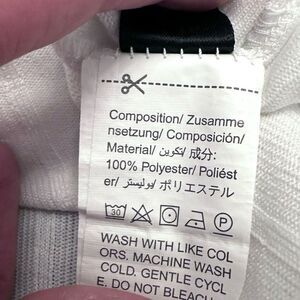 Composition/ Zusamme
nsetzung/ Composición/
Material/ تكوين/ 成分:
100% Polyester/ Poliést
er/ بوليستر/ ポリエステル
30
WASH WITH LIKE COL
ORS. MACHINE WASH
COLD. GENTLE CYCL
E. DO NOT BLEACH